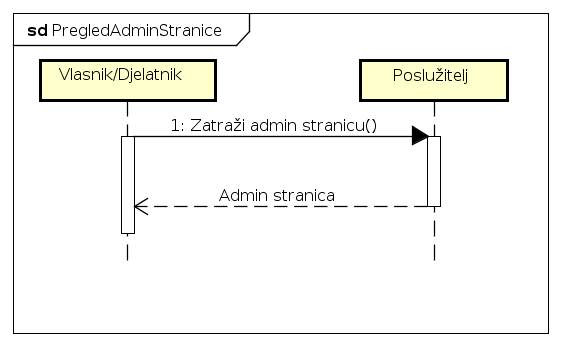 sd PregledAdminStranice
Vlasnik/Djelatnik
Poslužitelj
1: Zatraži admin stranicu()
Admin stranica